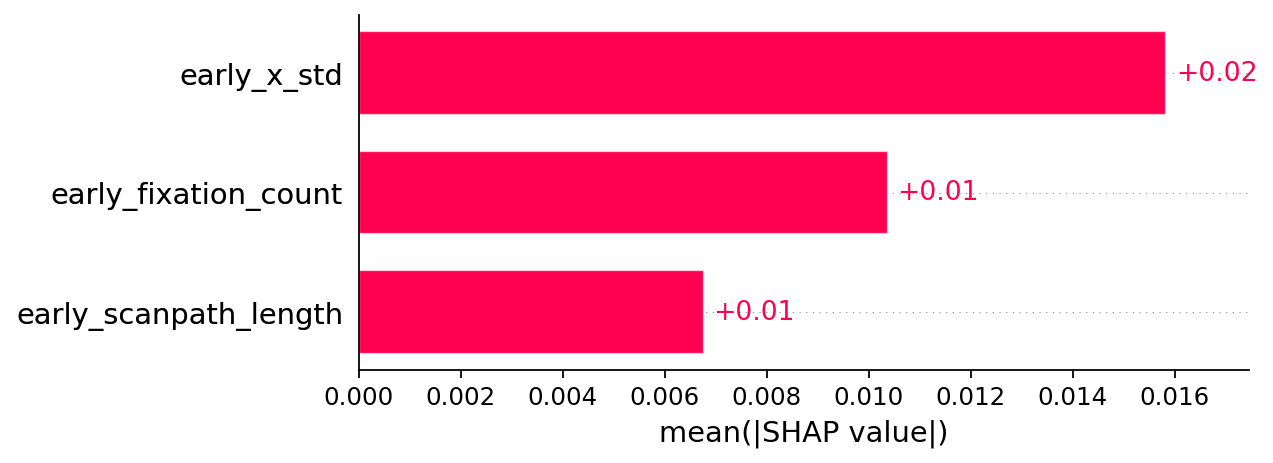 early_x_std
+0.02
early_fixation_count
+0.01
early_scanpath_length
+0.01
0.000 0.002 0.004 0.006 0.008 0.010 0.012 0.014 0.016
mean(|SHAP value|)